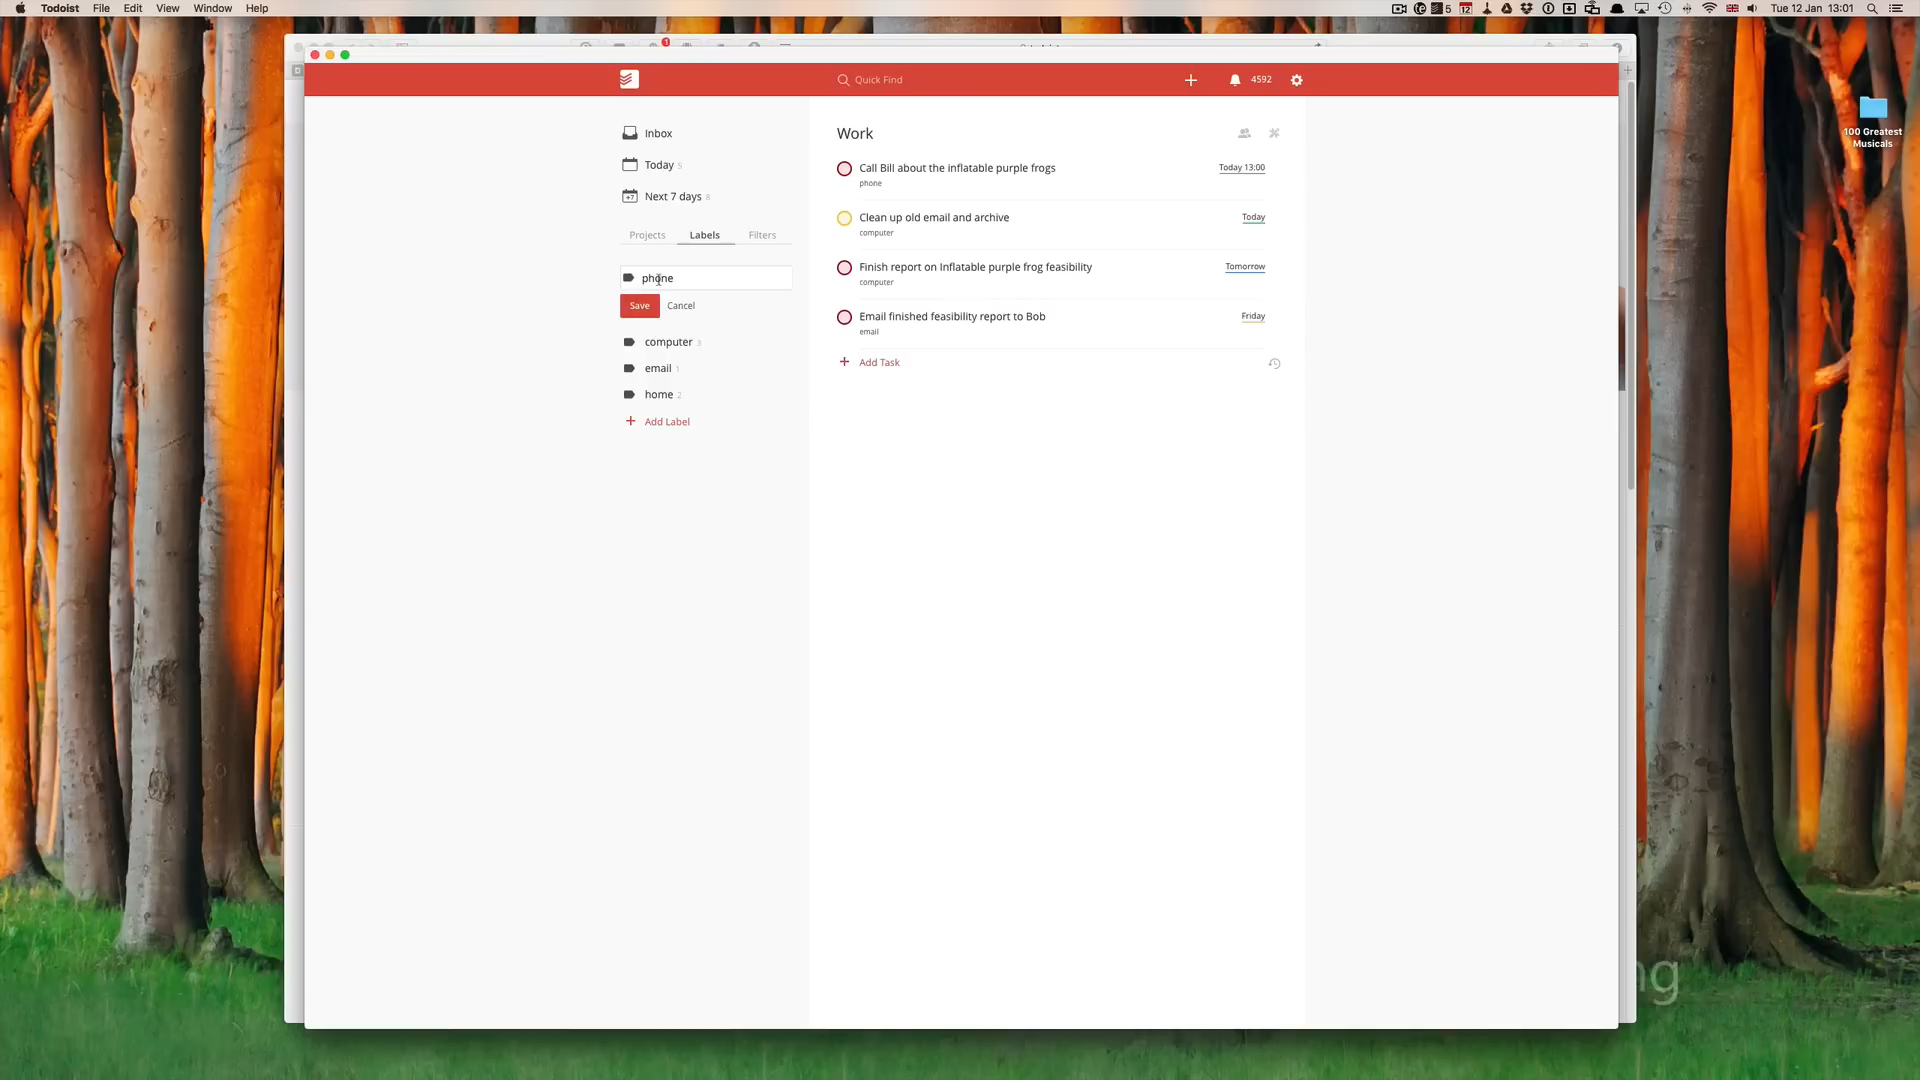 Todoist File Edit View Window Help
5 12 Tue 12 Jan 13:01
1
Quick Find
4592
100 Greatest
Musicals
Inbox
Today 5
+7 Next 7 days 8
Projects Labels Filters
phone
Save Cancel
computer 3
email 1
home 2
Add Label
Work
Call Bill about the inflatable purple frogs Today 13:00
phone
Clean up old email and archive Today
computer
Finish report on Inflatable purple frog feasibility Tomorrow
computer
Email finished feasibility report to Bob Friday
email
Add Task